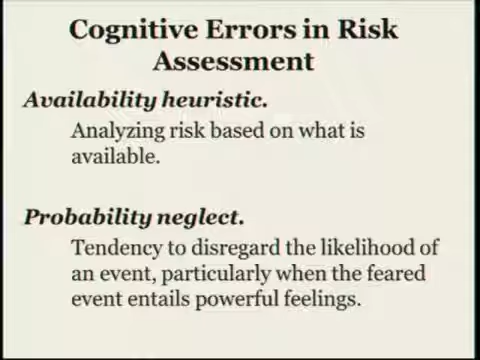 Cognitive Errors in Risk
Assessment
Availability heuristic.
Analyzing risk based on what is
available.
Probability neglect.
Tendency to disregard the likelihood of
an event, particularly when the feared
event entails powerful feelings.